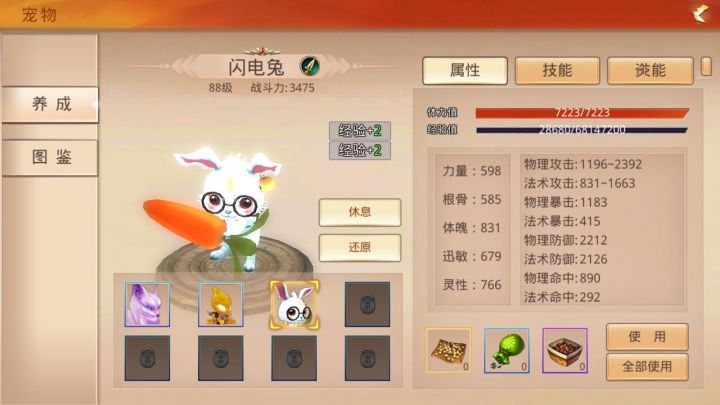 宠物
养成
图鉴
闪电兔
88级 战斗力:3475
经验+2
经验+2
休息
还原
0
0
0
属性
技能
资能
体力值 7223/7223
经验值 28680/68147200
力量：598
根骨：585
体魄：831
迅敏：679
灵性：766
物理攻击:1196~2392
法术攻击:831~1663
物理暴击:1183
法术暴击:415
物理防御:2212
法术防御:2126
物理命中:890
法术命中:292
使用
全部使用